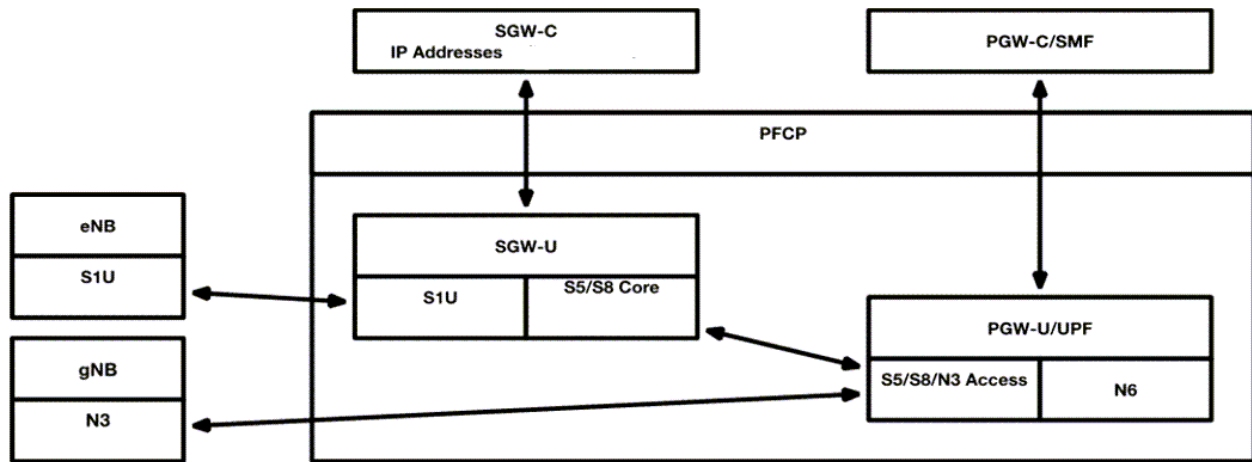 SGW-C
IP Addresses
PGW-C/SMF
PFCP
eNB
S1U
SGW-U
S1U
S5/S8 Core
gNB
N3
PGW-U/UPF
S5/S8/N3 Access
N6